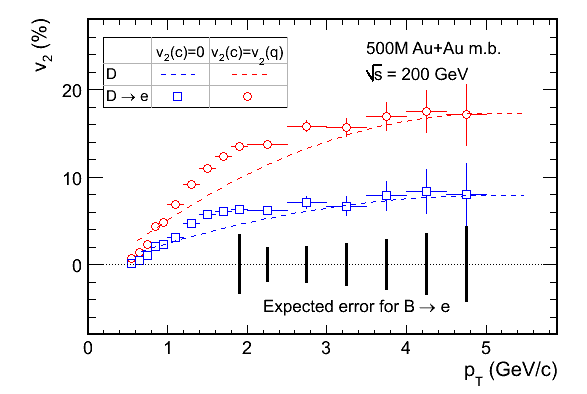 v2 (%)
v2(c)=0 v2(c)=v2(q)
D
D → e
500M Au+Au m.b.
√s = 200 GeV
20
10
0
Expected error for B → e
0 1 2 3 4 5
pT (GeV/c)